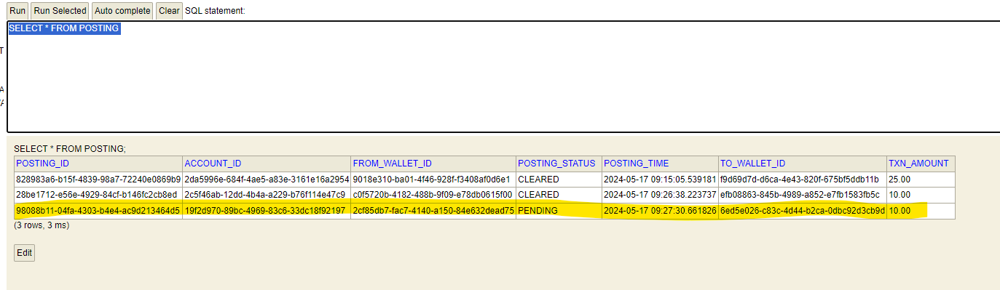 Run Run Selected Auto complete Clear SQL statement:
SELECT * FROM POSTING
T
A
SELECT * FROM POSTING;
POSTING_ID ACCOUNT_ID FROM_WALLET_ID POSTING_STATUS POSTING_TIME TO_WALLET_ID TXN_AMOUNT
828983a6-b15f-4839-98a7-72240e0869b9 2da5996e-684f-4ae5-a83e-3161e16a2954 9018e310-ba01-4f46-928f-f3408af0d6e1 CLEARED 2024-05-17 09:15:05.539181 f9d69d7d-d6ca-4e43-820f-675bf5ddb11b 25.00
28be1712-e56e-4929-84cf-b146fc2cb8ed 2c5f46ab-12dd-4b4a-a229-b76f114e47c9 c0f5720b-4182-488b-9f09-e78db0615f00 CLEARED 2024-05-17 09:26:38.223737 efb08863-845b-4989-a852-e7fb1583fb5c 10.00
98088b11-04fa-4303-b4e4-ac9d213464d5 19f2d970-89bc-4969-83c6-33dc18f92197 2cf85db7-fac7-4140-a150-84e632dead75 PENDING 2024-05-17 09:27:30.661826 6ed5e026-c83c-4d44-b2ca-0dbc92d3cb9d 10.00
(3 rows, 3 ms)
Edit